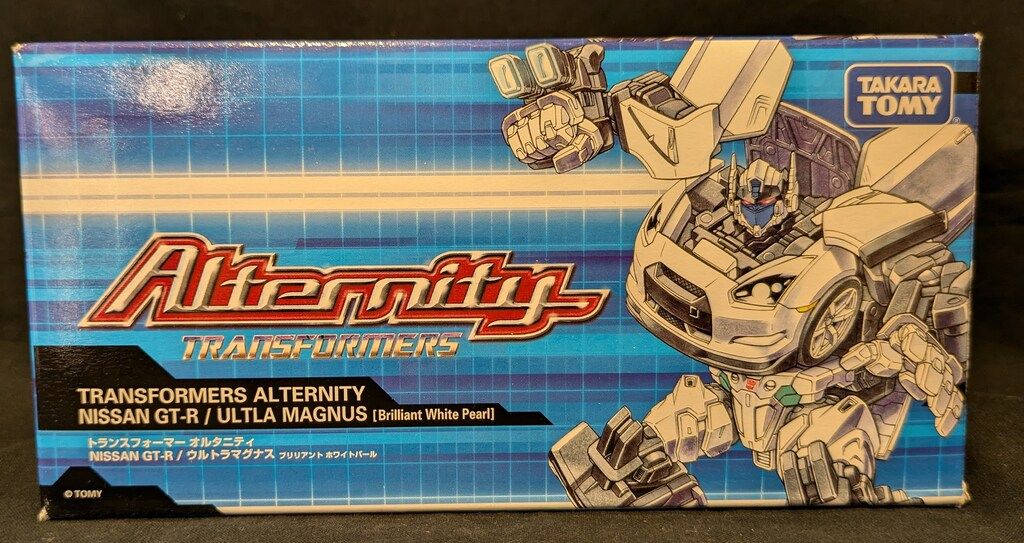 TAKARA
TOMY
Alternity
TRANSFORMERS
TRANSFORMERS ALTERNITY
NISSAN GT-R / ULTLA MAGNUS [Brilliant White Pearl]
トランスフォーマー オルタニティ
NISSAN GT-R / ウルトラマグナス ブリリアント ホワイトパール
© TOMY